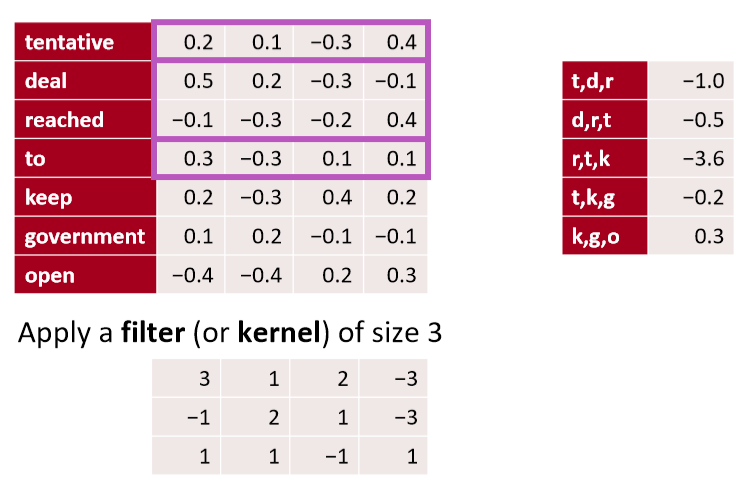 tentative 0.2 0.1 −0.3 0.4
deal 0.5 0.2 −0.3 −0.1
reached −0.1 −0.3 −0.2 0.4
to 0.3 −0.3 0.1 0.1
keep 0.2 −0.3 0.4 0.2
government 0.1 0.2 −0.1 −0.1
open −0.4 −0.4 0.2 0.3
t,d,r −1.0
d,r,t −0.5
r,t,k −3.6
t,k,g −0.2
k,g,o 0.3
Apply a filter (or kernel) of size 3
3 1 2 −3
−1 2 1 −3
1 1 −1 1